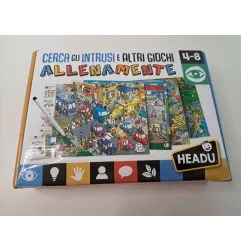 CERCA GLI INTRUSI E ALTRI GIOCHI
4-8
ALLENAMENTE
HEADU